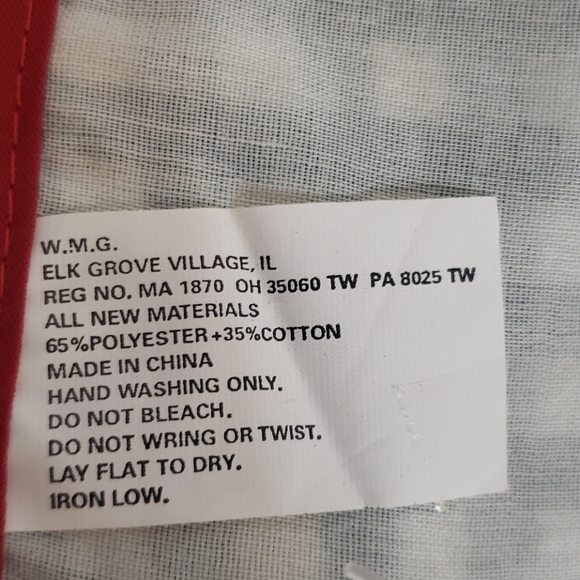 W.M.G.
ELK GROVE VILLAGE, IL
REG NO. MA 1870 OH 35060 TW PA 8025 TW
ALL NEW MATERIALS
65%POLYESTER+35%COTTON
MADE IN CHINA
HAND WASHING ONLY.
DO NOT BLEACH.
DO NOT WRING OR TWIST.
LAY FLAT TO DRY.
IRON LOW.